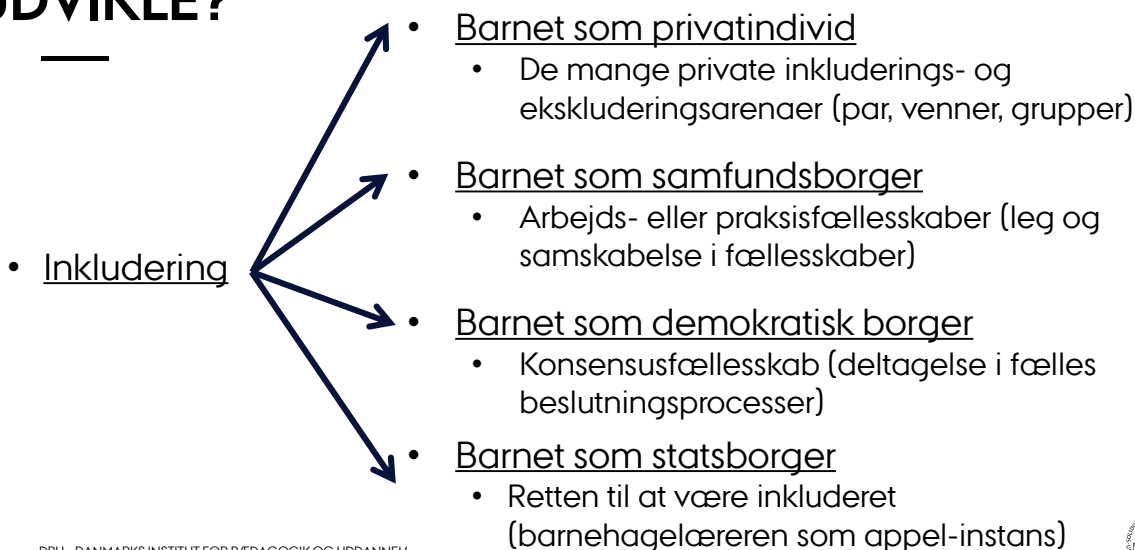 UDVIKLE?
• Barnet som privatindivid
• De mange private inkluderings- og
ekskluderingsarenaer (par, venner, grupper)
• Barnet som samfundsborger
• Arbejds- eller praksisfællesskaber (leg og
samskabelse i fællesskaber)
• Inkludering
• Barnet som demokratisk borger
• Konsensusfællesskab (deltagelse i fælles
beslutningsprocesser)
• Barnet som statsborger
• Retten til at være inkluderet
(barnehagelæreren som appel-instans)